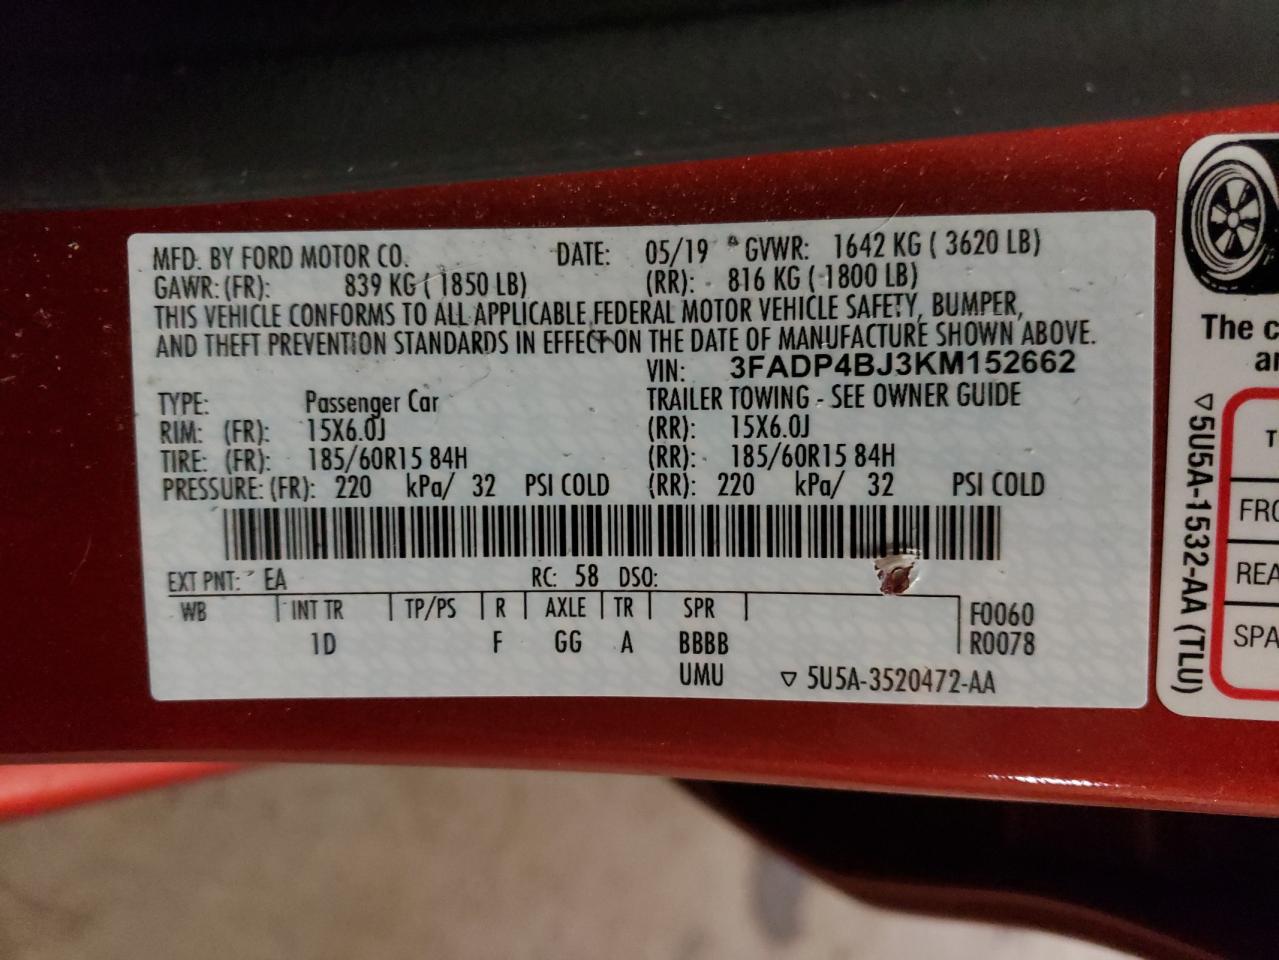 MFD. BY FORD MOTOR CO. DATE: 05/19 GVWR: 1642 KG ( 3620 LB)
GAWR: (FR): 839 KG ( 1850 LB) (RR): 816 KG ( 1800 LB)
THIS VEHICLE CONFORMS TO ALL APPLICABLE FEDERAL MOTOR VEHICLE SAFETY, BUMPER,
AND THEFT PREVENTION STANDARDS IN EFFECT ON THE DATE OF MANUFACTURE SHOWN ABOVE.
VIN: 3FADP4BJ3KM152662
TYPE: Passenger Car TRAILER TOWING - SEE OWNER GUIDE
RIM: (FR): 15X6.0J (RR): 15X6.0J
TIRE: (FR): 185/60R15 84H (RR): 185/60R15 84H
PRESSURE: (FR): 220 kPa/ 32 PSI COLD (RR): 220 kPa/ 32 PSI COLD
EXT PNT: EA RC: 58 DSO:
WB INT TR TP/PS R AXLE TR SPR F0060
1D F GG A BBBB R0078
UMU ▽ 5U5A-3520472-AA
The c
a
▽ 5U5A-1532-AA (TLU)
T
FRO
REA
SPA